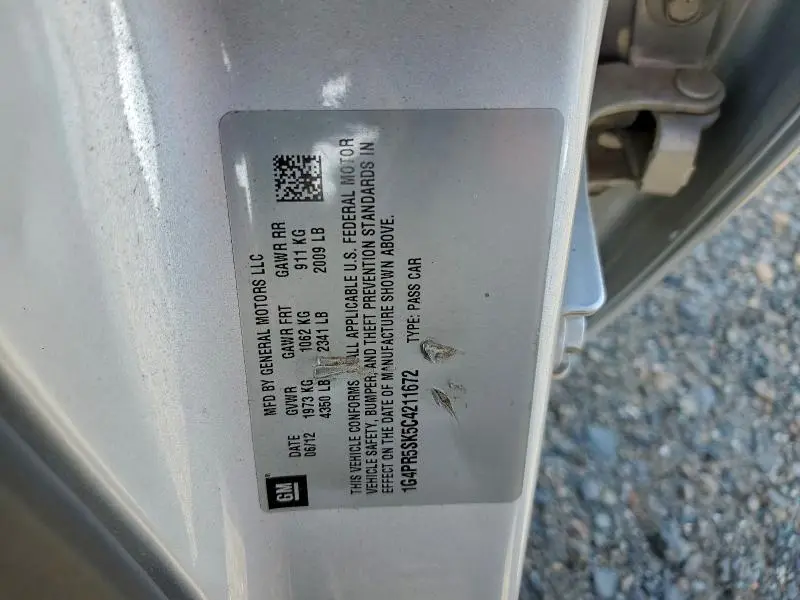 GM
MFD BY GENERAL MOTORS LLC
DATE GVWR GAWR FRT GAWR RR
06/12 1973 KG 1062 KG 911 KG
4350 LB 2341 LB 2009 LB
THIS VEHICLE CONFORMS ALL APPLICABLE U.S. FEDERAL MOTOR
VEHICLE SAFETY, BUMPER, AND THEFT PREVENTION STANDARDS IN
EFFECT ON THE DATE OF MANUFACTURE SHOWN ABOVE.
1G4PR5SK5C4211672 TYPE: PASS CAR